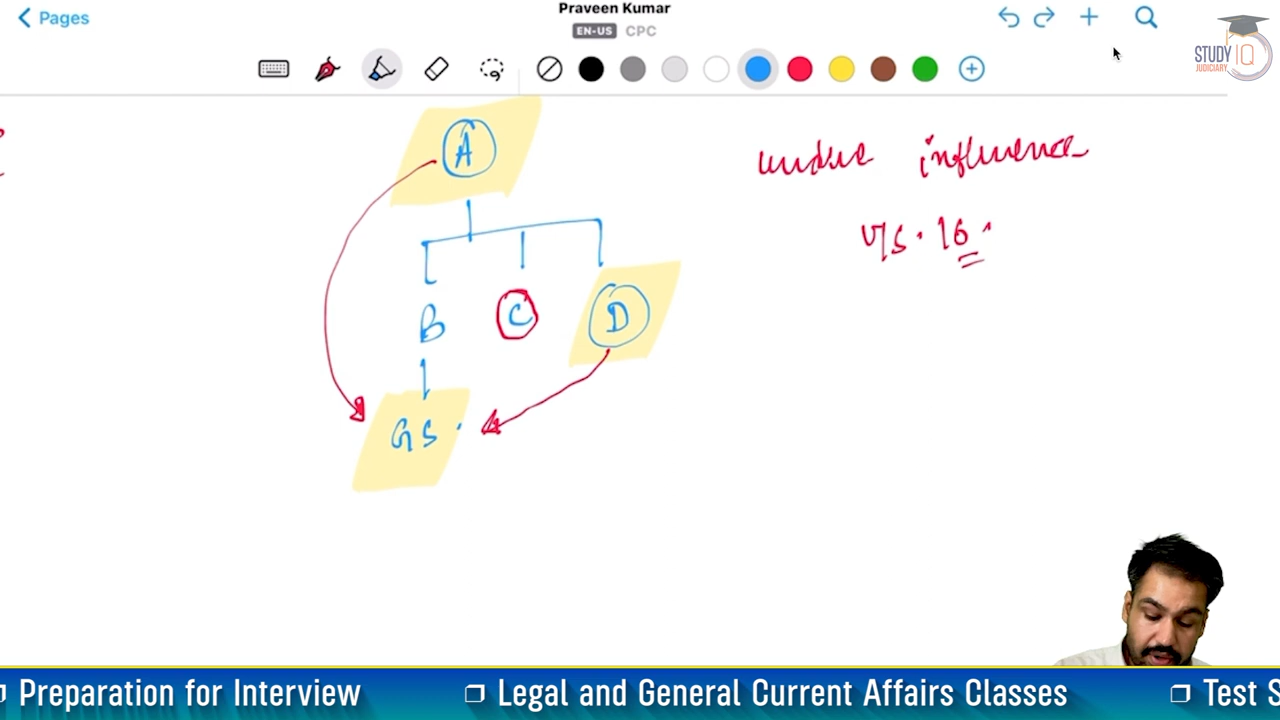 Pages
Praveen Kumar
EN-US CPC
STUDY IQ
JUDICIARY
A
undue influence
U/S. 16.
B
C
D
GS.
Preparation for Interview
Legal and General Current Affairs Classes
Test S